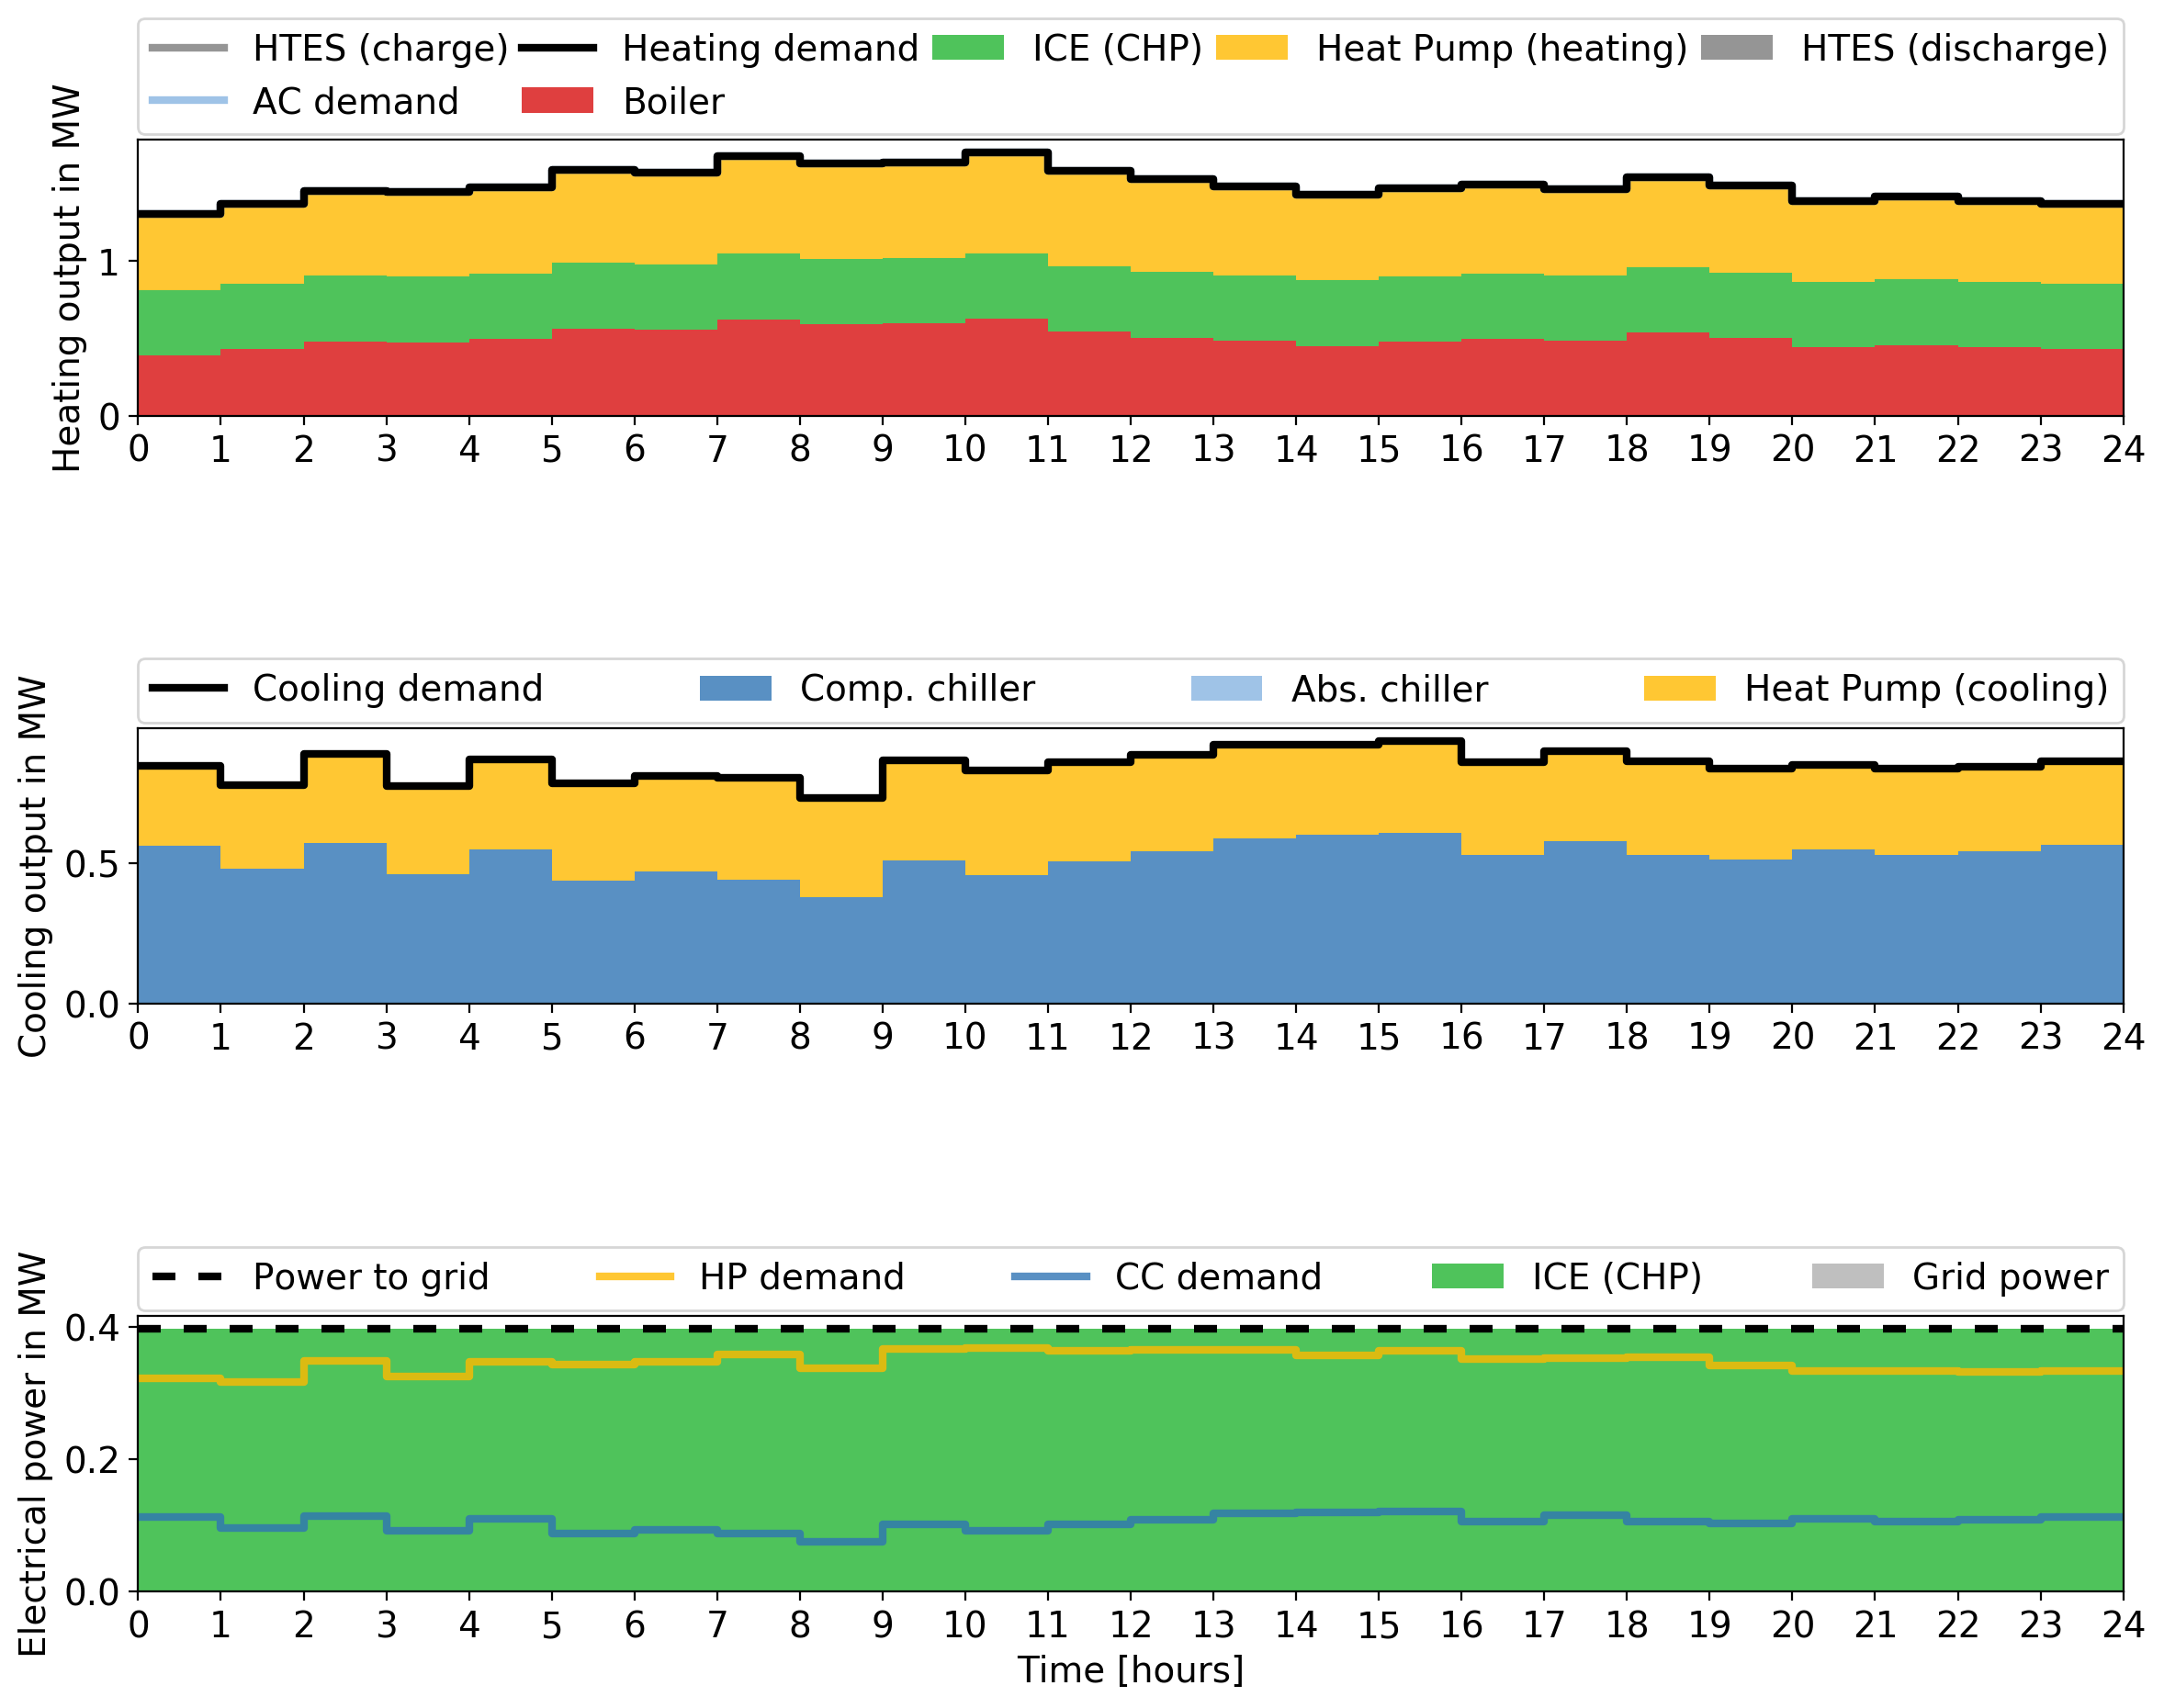 HTES (charge) Heating demand ICE (CHP) Heat Pump (heating) HTES (discharge)
AC demand Boiler
Heating output in MW
1
0
0 1 2 3 4 5 6 7 8 9 10 11 12 13 14 15 16 17 18 19 20 21 22 23 24
Cooling demand Comp. chiller Abs. chiller Heat Pump (cooling)
Cooling output in MW
0.5
0.0
0 1 2 3 4 5 6 7 8 9 10 11 12 13 14 15 16 17 18 19 20 21 22 23 24
Power to grid HP demand CC demand ICE (CHP) Grid power
Electrical power in MW
0.4
0.2
0.0
0 1 2 3 4 5 6 7 8 9 10 11 12 13 14 15 16 17 18 19 20 21 22 23 24
Time [hours]